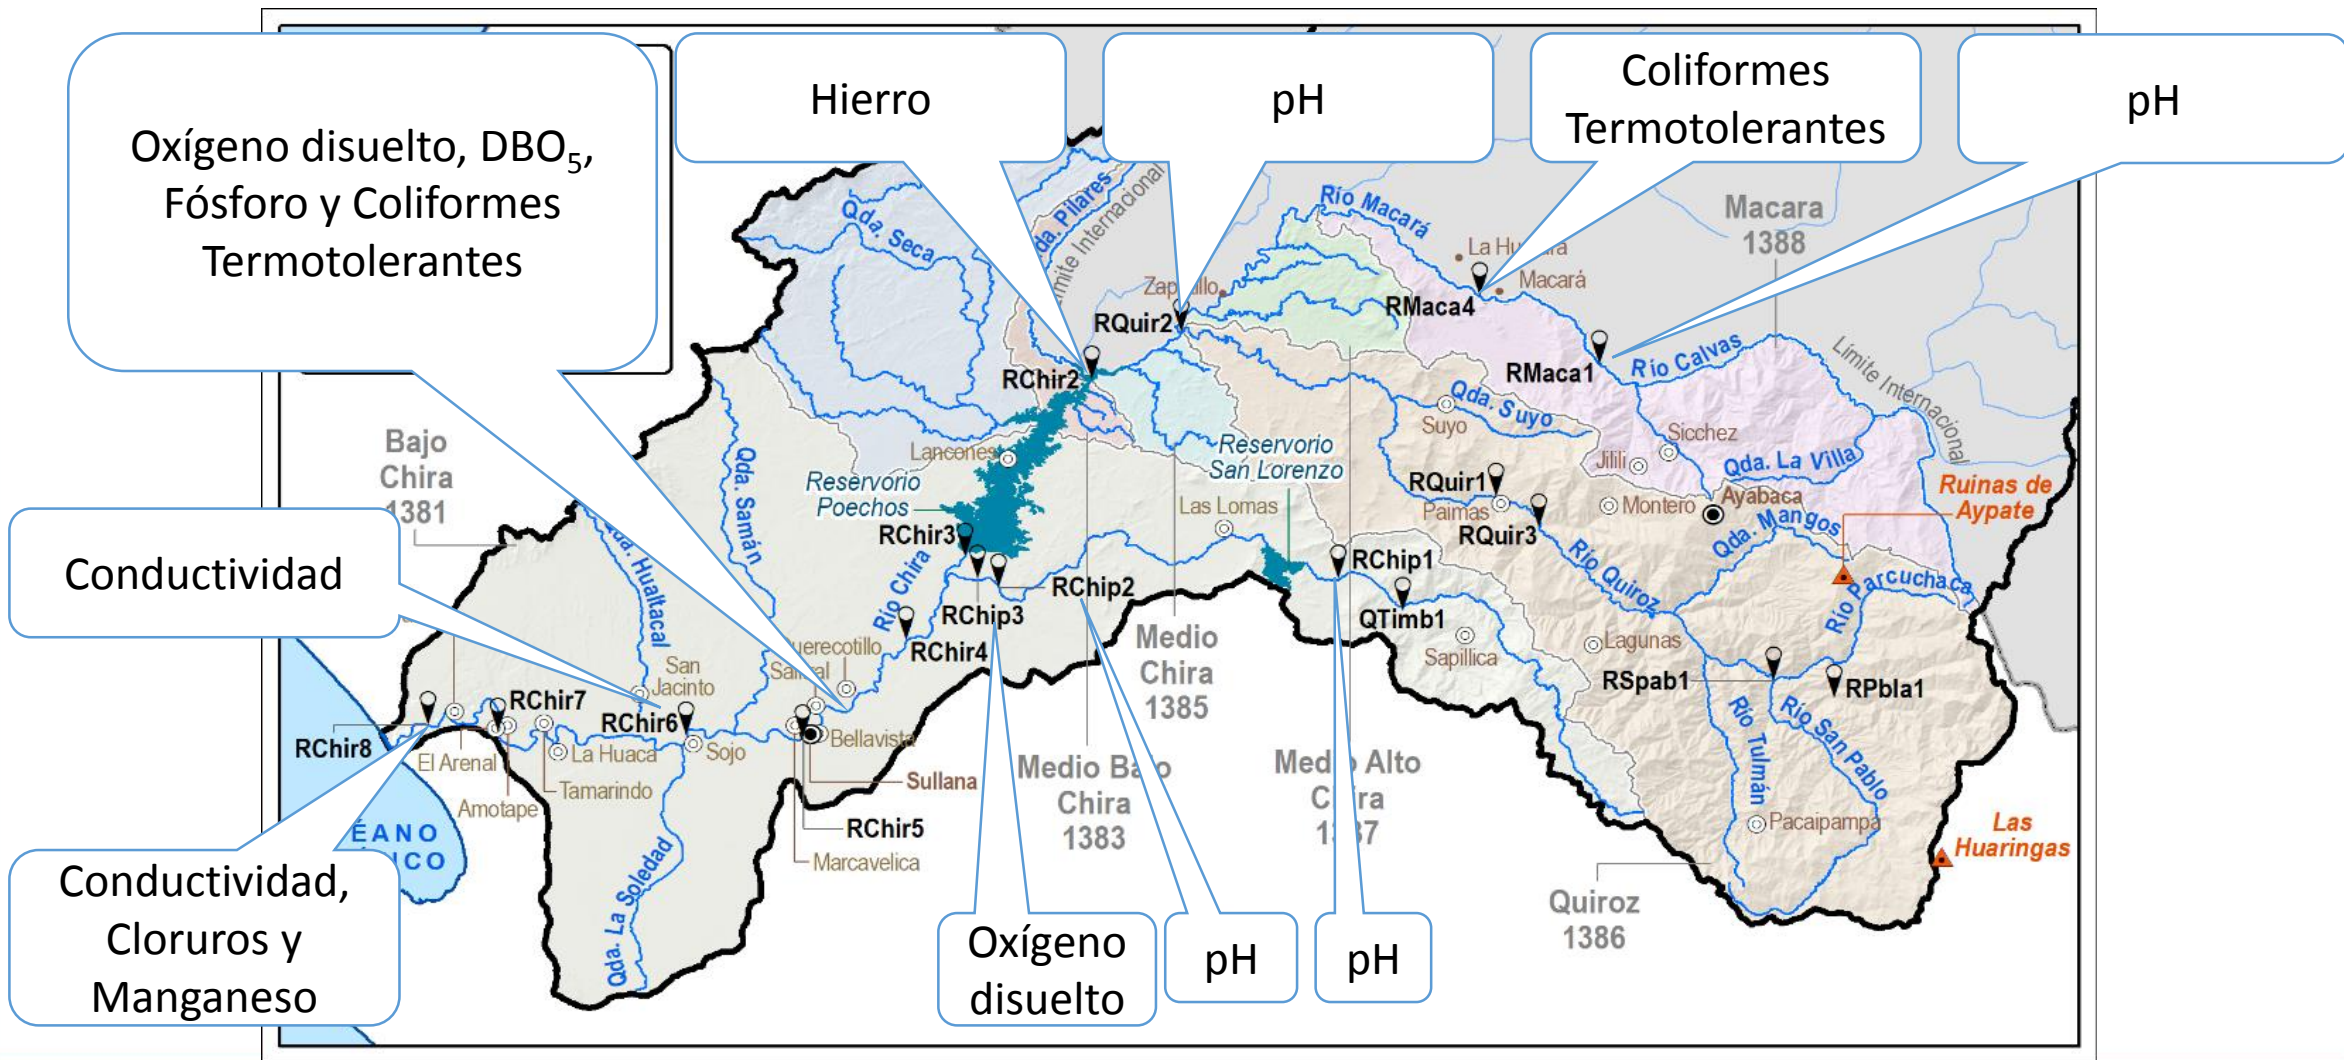 Oxígeno disuelto, DBO5,
Fósforo y Coliformes
Termotolerantes
Hierro
pH
Coliformes
Termotolerantes
pH
Qda. Seca
Límite Internacional
Río Macará
Macará
Macara
1388
RMaca4
RQuir2
RChir2
RMaca1
Río Calvas
Límite Internacional
Qda. Suyo
Suyo
Sicchez
Jilili
Qda. La Villa
Ayabaca
Montero
Qda. Mangos
Ruinas de
Aypate
Bajo
Chira
1381
Qda. Samán
Lancones
Reservorio
Poechos
Reservorio
San Lorenzo
Las Lomas
RQuir1
Paimas
RQuir3
Río Quiroz
Río Parcuchaca
Conductividad
Qda. Hualtacal
RChir3
Río Chira
RChip2
RChip3
RChir4
RChip1
QTimb1
Sapillica
Lagunas
RSpab1
RPbla1
Río Tulmán
Río San Pablo
Pacaipampa
Las
Huaringas
Medio
Chira
1385
San
Jacinto
RChir7
RChir6
RChir8
El Arenal
La Huaca
Sojo
Bellavista
Tamarindo
Amotape
Sullana
RChir5
Marcavelica
Qda. La Soledad
Medio Bajo
Chira
1383
Medio Alto
Quiroz
1386
Conductividad,
Cloruros y
Manganeso
Oxígeno
disuelto
pH
pH